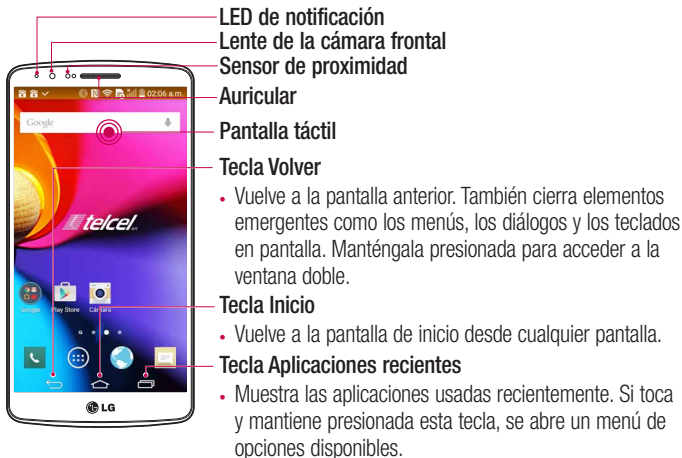 LED de notificación
Lente de la cámara frontal
Sensor de proximidad
Auricular
Pantalla táctil
Tecla Volver
• Vuelve a la pantalla anterior. También cierra elementos
emergentes como los menús, los diálogos y los teclados
en pantalla. Manténgala presionada para acceder a la
ventana doble.
Tecla Inicio
• Vuelve a la pantalla de inicio desde cualquier pantalla.
Tecla Aplicaciones recientes
• Muestra las aplicaciones usadas recientemente. Si toca
y mantiene presionada esta tecla, se abre un menú de
opciones disponibles.
02:06 a.m.
Google
telcel
Google Play Store Cámara
LG